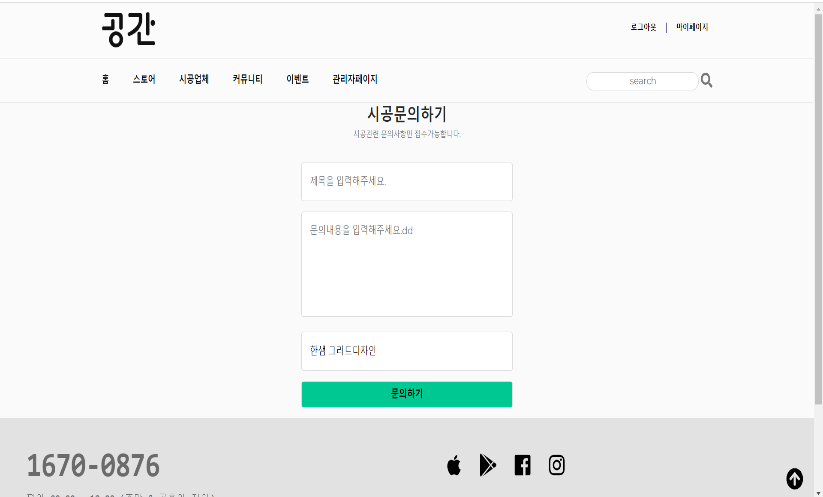 공간
로그아웃 | 마이페이지
홈 스토어 시공업체 커뮤니티 이벤트 관리자페이지 search
시공문의하기
시공관련 문의사항만 접수가능합니다.
제목을 입력해주세요.
문의내용을 입력해주세요.dd
한샘 그리드디자인
문의하기
1670-0876